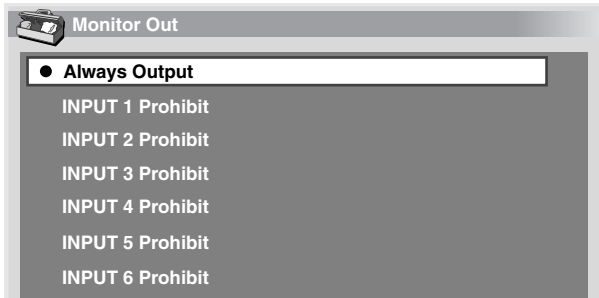 Monitor Out
● Always Output
INPUT 1 Prohibit
INPUT 2 Prohibit
INPUT 3 Prohibit
INPUT 4 Prohibit
INPUT 5 Prohibit
INPUT 6 Prohibit